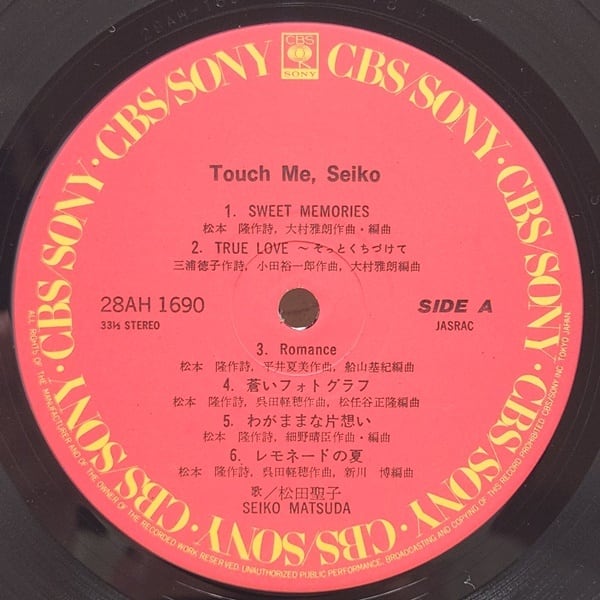 CBS/SONY · CBS/SONY · CBS/SONY · CBS/SONY · CBS/SONY · CBS/SONY · CBS/SONY
CBS
SONY
Touch Me, Seiko
1. SWEET MEMORIES
松本 隆作詩, 大村雅朗作曲・編曲
2. TRUE LOVE ～そっとくちづけて
三浦徳子作詩, 小田裕一郎作曲, 大村雅朗編曲
28AH 1690
33⅓ STEREO
SIDE A
JASRAC
3. Romance
松本 隆作詩, 平井夏美作曲, 船山基紀編曲
4. 蒼いフォトグラフ
松本 隆作詩, 呉田軽穂作曲, 松任谷正隆編曲
5. わがままな片想い
松本 隆作詩, 細野晴臣作曲・編曲
6. レモネードの夏
松本 隆作詩, 呉田軽穂作曲, 新川 博編曲
歌／松田聖子
SEIKO MATSUDA
ALL RIGHTS OF THE MANUFACTURER AND OF THE OWNER OF THE RECORDED WORK RESERVED. UNAUTHORIZED PUBLIC PERFORMANCE, BROADCASTING AND COPYING OF THIS RECORD PROHIBITED. CBS/SONY INC. TOKYO JAPAN